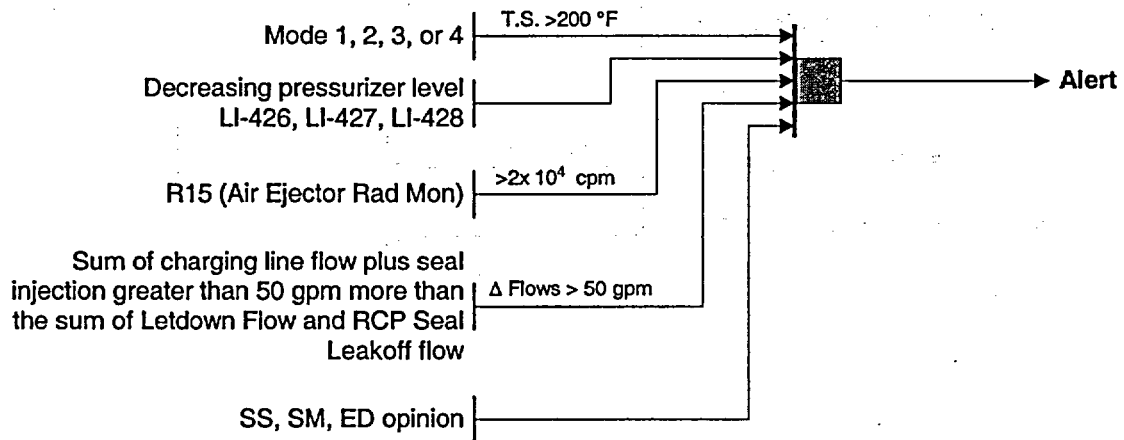 Mode 1, 2, 3, or 4
T.S. >200 °F
Decreasing pressurizer level
LI-426, LI-427, LI-428
Alert
R15 (Air Ejector Rad Mon)
>2x 10⁴ cpm
Sum of charging line flow plus seal
injection greater than 50 gpm more than
the sum of Letdown Flow and RCP Seal
Leakoff flow
Δ Flows > 50 gpm
SS, SM, ED opinion